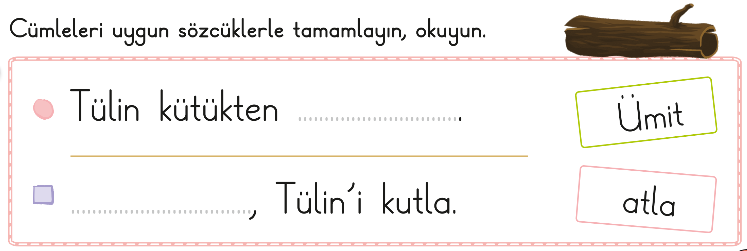 Cümleleri uygun sözcüklerle tamamlayın, okuyun.
Tülin kütükten ....................................
Ümit
...................................., Tülin'i kutla.
atla